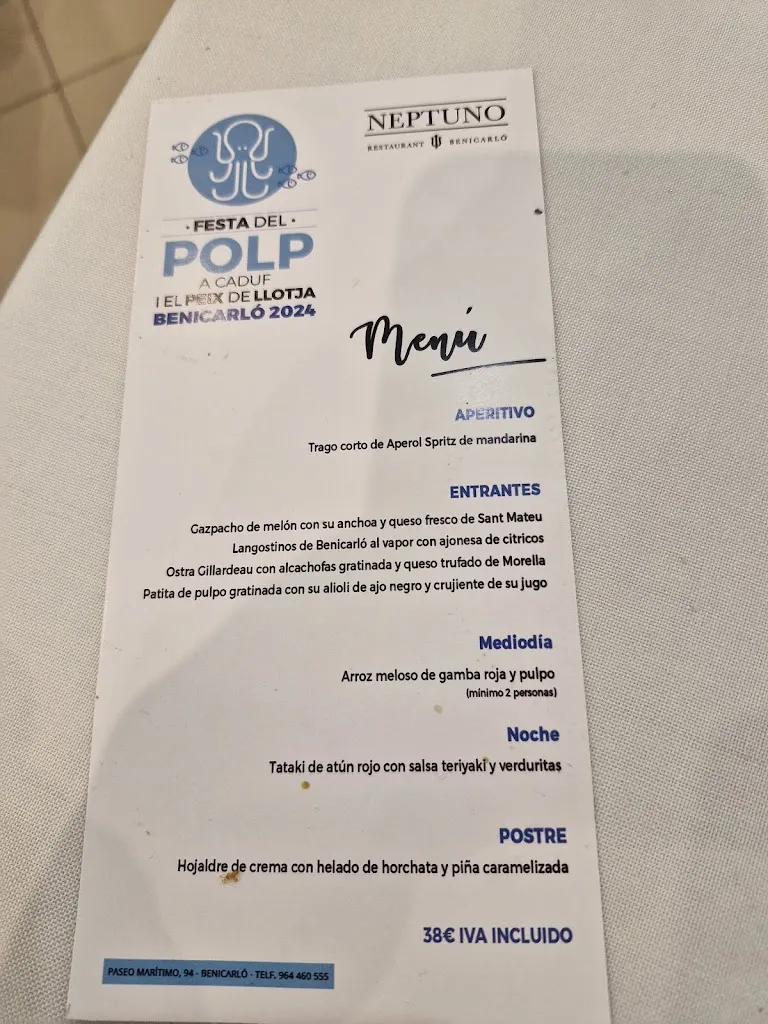 · FESTA DEL ·
POLP
A CADUF
I EL PEIX DE LLOTJA
BENICARLÓ 2024
NEPTUNO
RESTAURANT BENICARLÓ
Menú
APERITIVO
Trago corto de Aperol Spritz de mandarina
ENTRANTES
Gazpacho de melón con su anchoa y queso fresco de Sant Mateu
Langostinos de Benicarló al vapor con ajonesa de citricos
Ostra Gillardeau con alcachofas gratinada y queso trufado de Morella
Patita de pulpo gratinada con su alioli de ajo negro y crujiente de su jugo
Mediodía
Arroz meloso de gamba roja y pulpo
(mínimo 2 personas)
Noche
Tataki de atún rojo con salsa teriyaki y verduritas
POSTRE
Hojaldre de crema con helado de horchata y piña caramelizada
38€ IVA INCLUIDO
PASEO MARÍTIMO, 94 - BENICARLÓ - TELF. 964 460 555